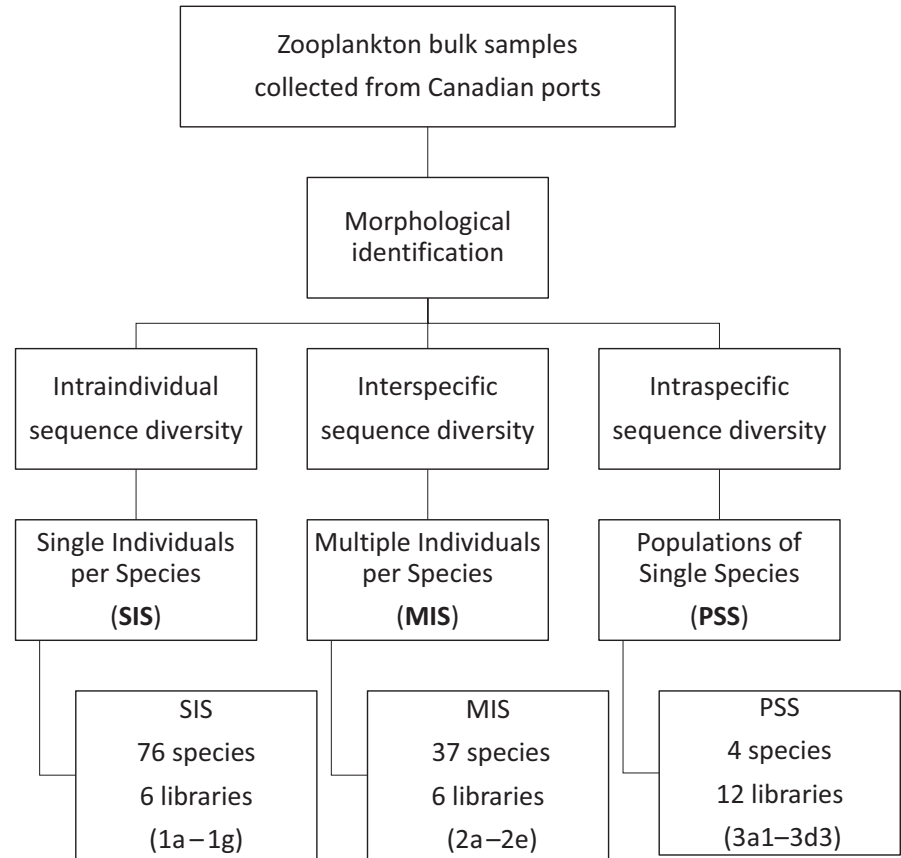 Zooplankton bulk samples
collected from Canadian ports
Morphological
identification
Intraindividual
sequence diversity
Interspecific
sequence diversity
Intraspecific
sequence diversity
Single Individuals
per Species
(SIS)
Multiple Individuals
per Species
(MIS)
Populations of
Single Species
(PSS)
SIS
76 species
6 libraries
(1a–1g)
MIS
37 species
6 libraries
(2a–2e)
PSS
4 species
12 libraries
(3a1–3d3)